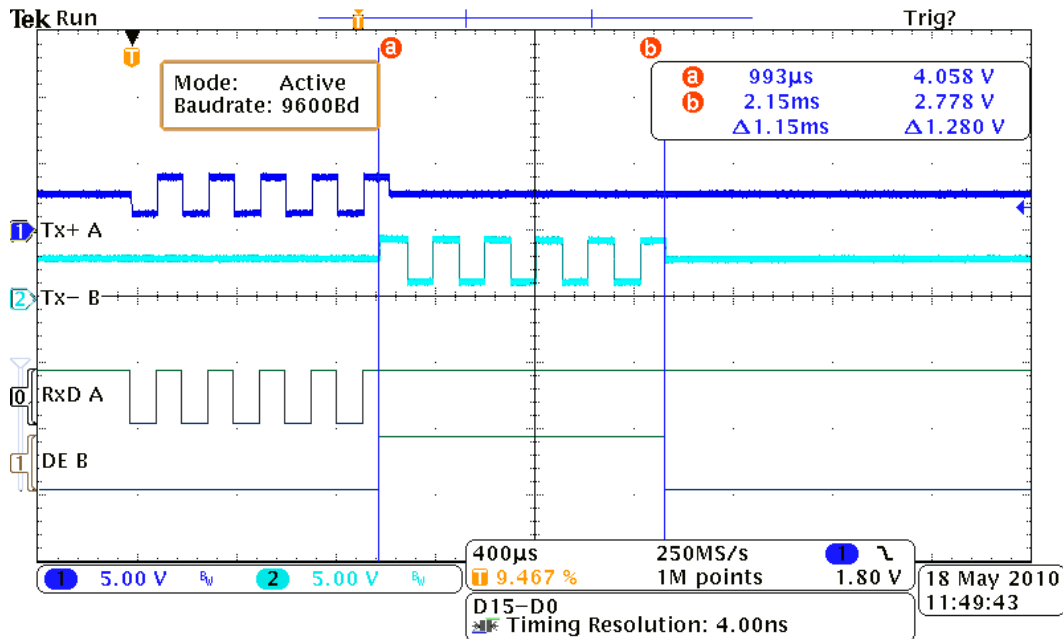 Tek Run Trig?
T
T
a
b
Mode: Active
Baudrate: 9600Bd
a 993µs 4.058 V
b 2.15ms 2.778 V
Δ1.15ms Δ1.280 V
1 Tx+ A
2 Tx− B
0 RxD A
1 DE B
1 5.00 V BW 2 5.00 V BW
400µs 250MS/s 1
T 9.467 % 1M points 1.80 V
D15-D0
Timing Resolution: 4.00ns
18 May 2010
11:49:43